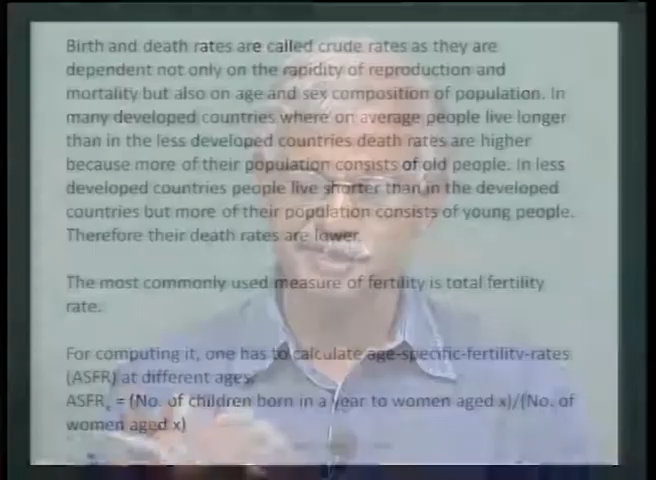 Birth and death rates are called crude rates as they are
dependent not only on the rapidity of reproduction and
mortality but also on age and sex composition of population. In
many developed countries where on average people live longer
than in the less developed countries death rates are higher
because more of their population consists of old people. In less
developed countries people live shorter than in the developed
countries but more of their population consists of young people.
Therefore their death rates are lower.
The most commonly used measure of fertility is total fertility
rate.
For computing it, one has to calculate age-specific-fertility-rates
(ASFR) at different ages.
ASFRₓ = (No. of children born in a year to women aged x)/(No. of
women aged x)